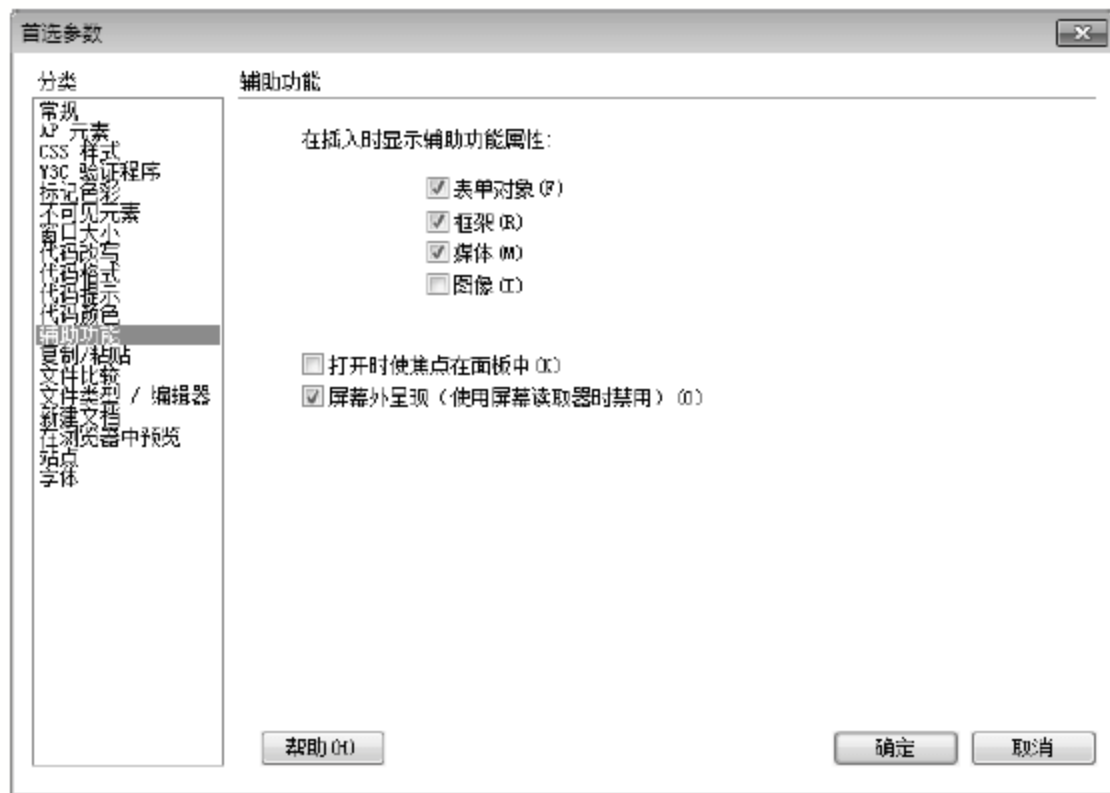 首选参数
分类
常规
AP 元素
CSS 样式
W3C 验证程序
标记色彩
不可见元素
窗口大小
代码改写
代码格式
代码提示
代码颜色
辅助功能
复制/粘贴
文件比较
文件类型 / 编辑器
新建文档
在浏览器中预览
站点
字体
辅助功能
在插入时显示辅助功能属性:
表单对象(F)
框架(R)
媒体(M)
图像(I)
打开时使焦点在面板中(K)
屏幕外呈现（使用屏幕读取器时禁用）(O)
帮助(H)
确定
取消